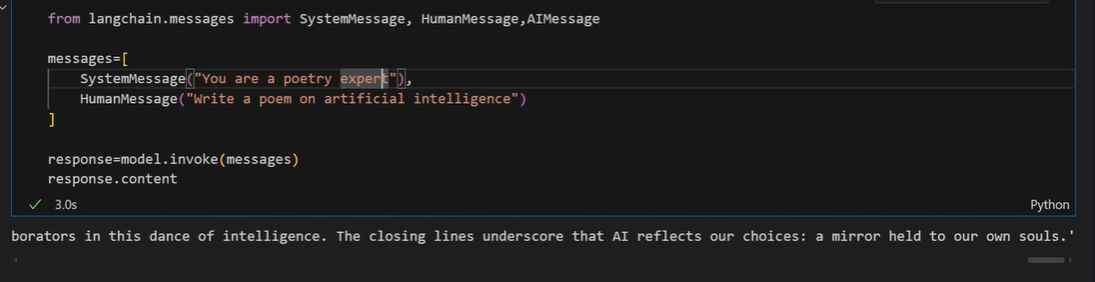 from langchain.messages import SystemMessage, HumanMessage,AIMessage
messages=[
SystemMessage("You are a poetry expert"),
HumanMessage("Write a poem on artificial intelligence")
]
response=model.invoke(messages)
response.content
3.0s
Python
borators in this dance of intelligence. The closing lines underscore that AI reflects our choices: a mirror held to our own souls.'